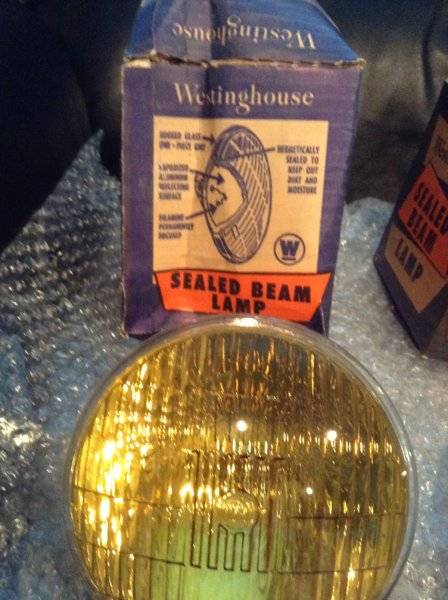 Westinghouse
Westinghouse
RUGGED GLASS
ONE-PIECE UNIT
VAPORIZED
ALUMINUM
REFLECTING
SURFACE
FILAMENT
PERMANENTLY
FOCUSED
HERMETICALLY
SEALED TO
KEEP OUT
DIRT AND
MOISTURE
W
SEALED BEAM
LAMP
SEALED
BEAM
LAMP